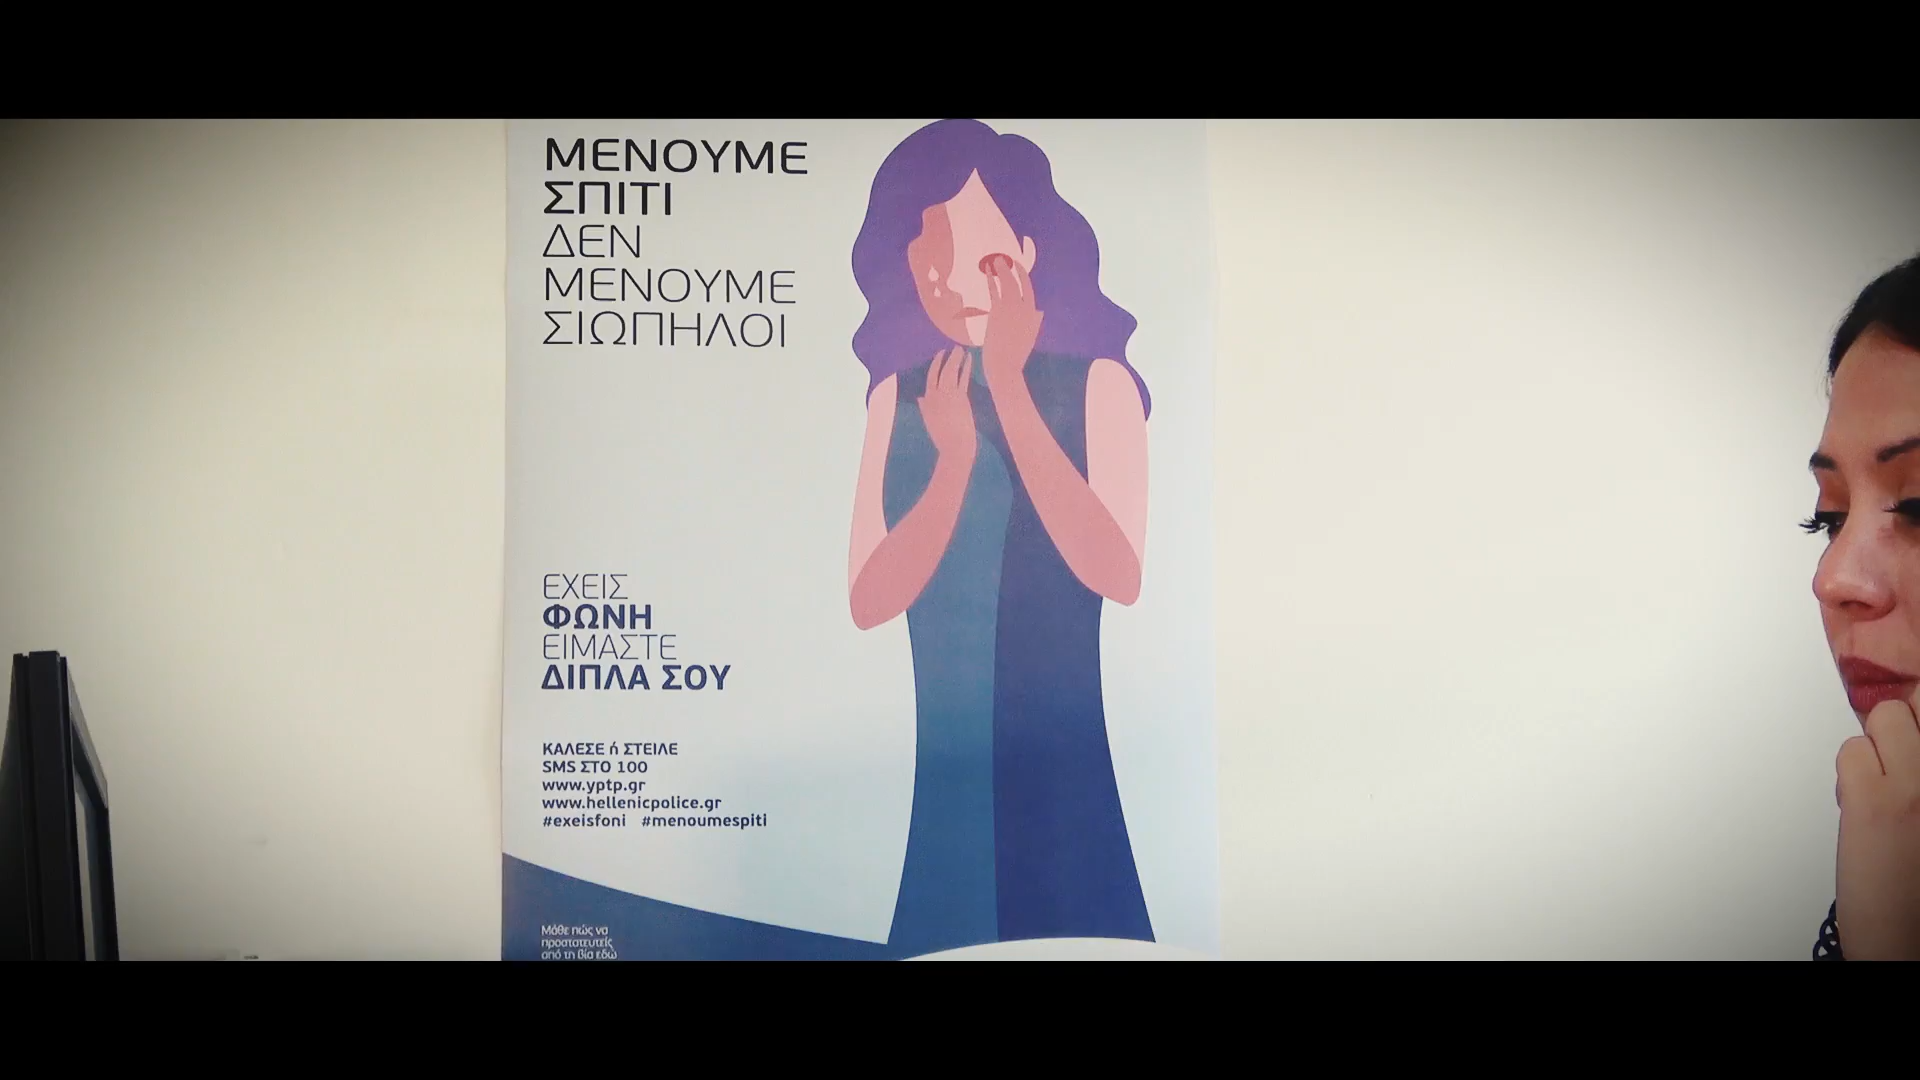 ΜΕΝΟΥΜΕ
ΣΠΙΤΙ
ΔΕΝ
ΜΕΝΟΥΜΕ
ΣΙΩΠΗΛΟΙ
ΕΧΕΙΣ
ΦΩΝΗ
ΕΙΜΑΣΤΕ
ΔΙΠΛΑ ΣΟΥ
ΚΑΛΕΣΕ ή ΣΤΕΙΛΕ
SMS ΣΤΟ 100
www.yptp.gr
www.hellenicpolice.gr
#exeisfoni #menoumespiti
Μάθε πώς να
προστατευτείς
από τη βία εδώ